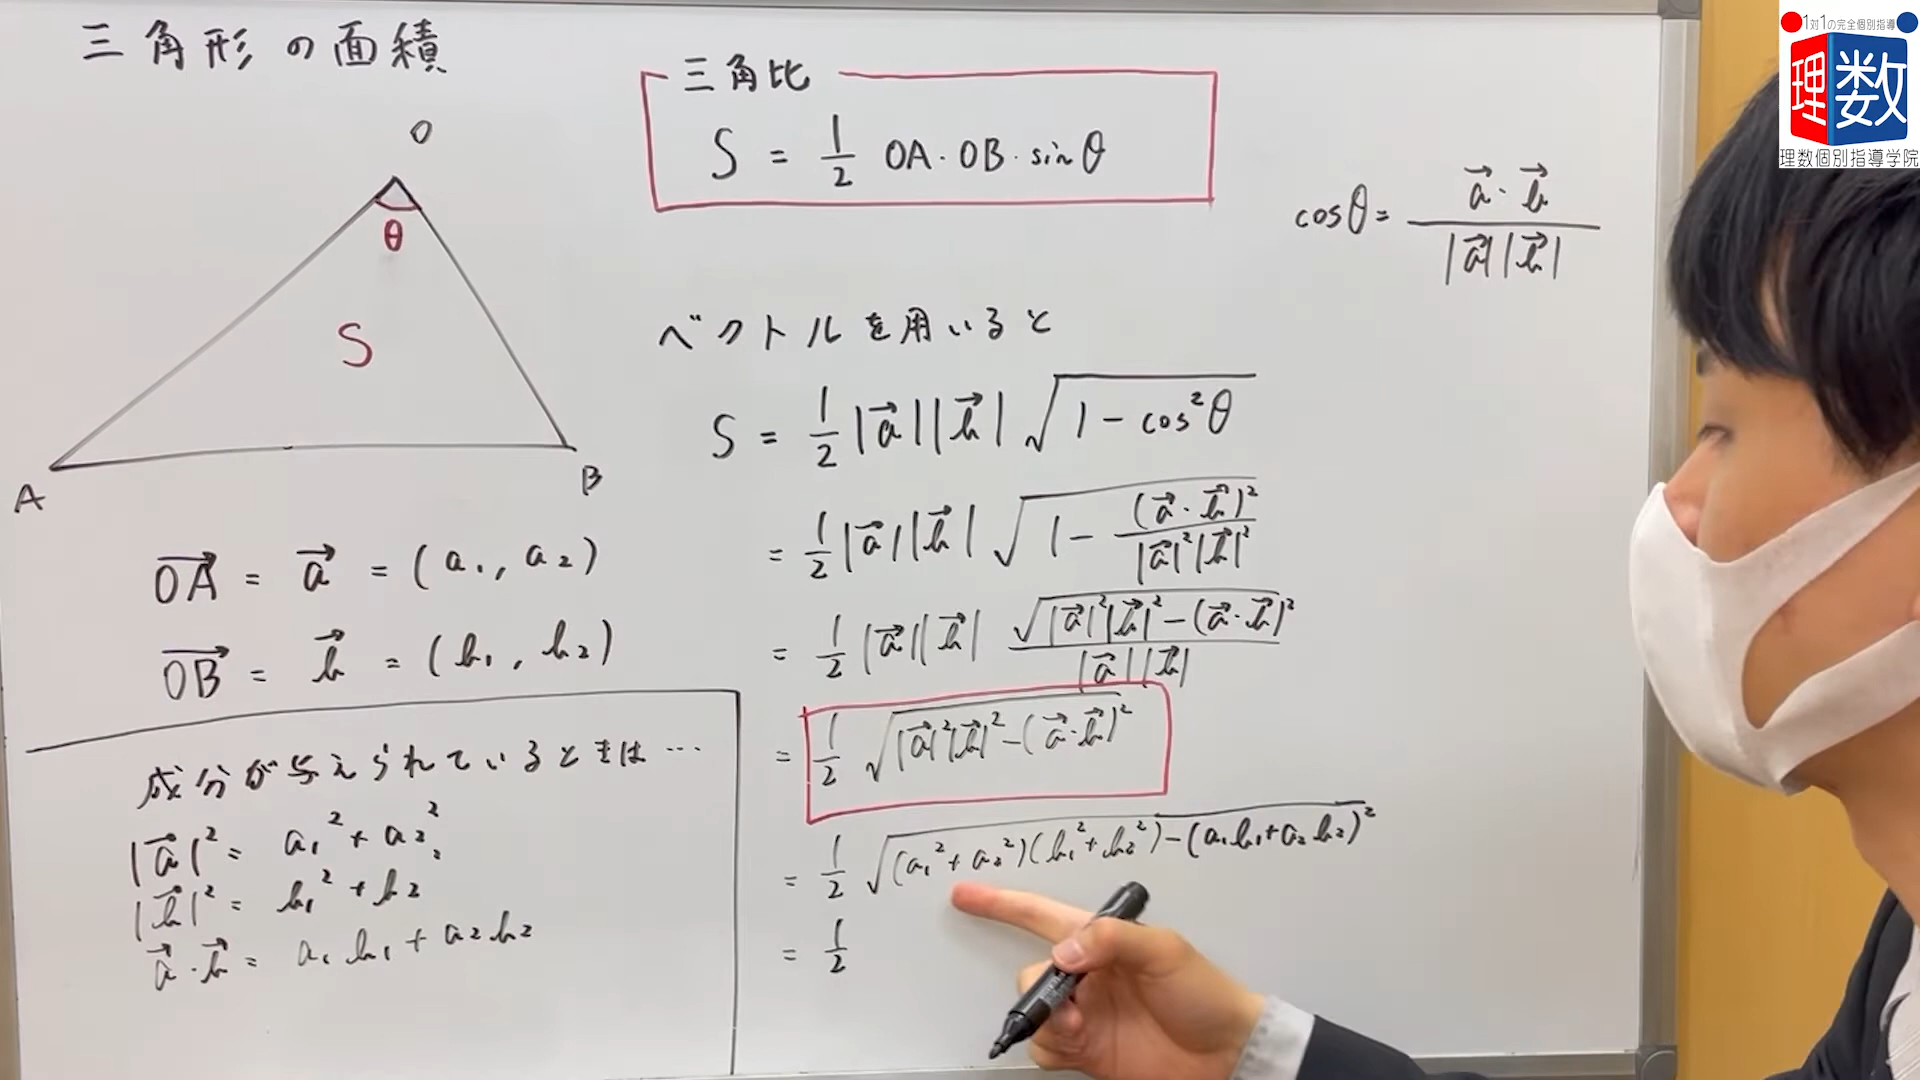 三角形の面積
O
θ
S
A
B
三角比
S = 1/2 OA・OB・sinθ
cosθ = a⃗・b⃗ / |a⃗||b⃗|
OA⃗ = a⃗ = (a₁, a₂)
OB⃗ = b⃗ = (b₁, b₂)
成分が与えられているときは…
|a⃗|² = a₁² + a₂²
|b⃗|² = b₁² + b₂²
a⃗・b⃗ = a₁b₁ + a₂b₂
ベクトルを用いると
S = 1/2 |a⃗||b⃗| √(1 − cos²θ)
= 1/2 |a⃗||b⃗| √(1 − (a⃗・b⃗)² / |a⃗|²|b⃗|²)
= 1/2 |a⃗||b⃗| √(|a⃗|²|b⃗|² − (a⃗・b⃗)²) / |a⃗||b⃗|
= 1/2 √(|a⃗|²|b⃗|² − (a⃗・b⃗)²)
= 1/2 √((a₁² + a₂²)(b₁² + b₂²) − (a₁b₁ + a₂b₂)²)
= 1/2
1対1の完全個別指導
理数
理数個別指導学院